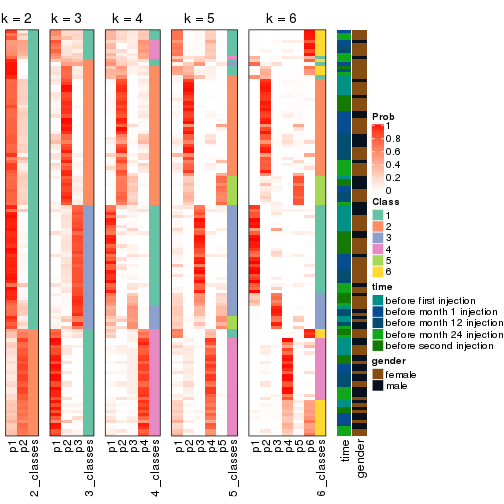 k = 2 k = 3 k = 4 k = 5 k = 6
p1 p2 2_classes p1 p2 p3 3_classes p1 p2 p3 p4 4_classes p1 p2 p3 p4 p5 5_classes p1 p2 p3 p4 p5 p6 6_classes time gender
Prob
1
0.8
0.6
0.4
0.2
0
Class
1
2
3
4
5
6
time
before first injection
before month 1 injection
before month 12 injection
before month 24 injection
before second injection
gender
female
male